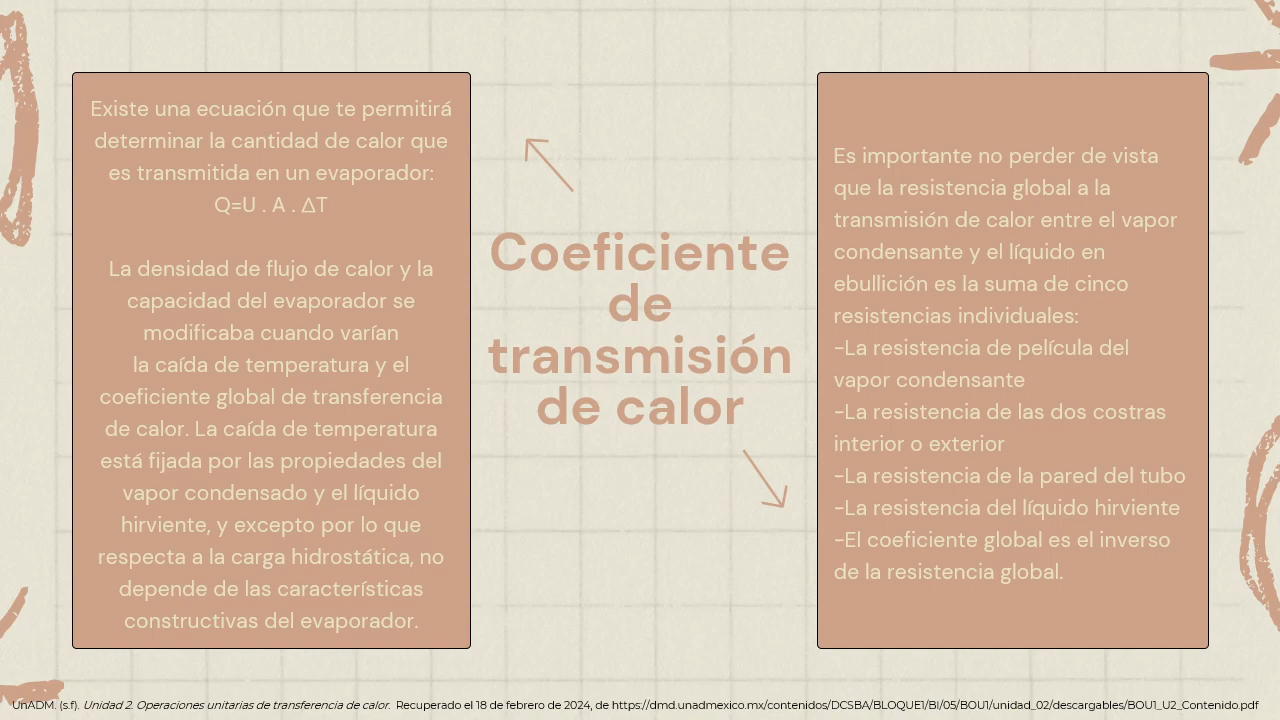 Existe una ecuación que te permitirá
determinar la cantidad de calor que
es transmitida en un evaporador:
Q=U . A . ΔT
La densidad de flujo de calor y la
capacidad del evaporador se
modificaba cuando varían
la caída de temperatura y el
coeficiente global de transferencia
de calor. La caída de temperatura
está fijada por las propiedades del
vapor condensado y el líquido
hirviente, y excepto por lo que
respecta a la carga hidrostática, no
depende de las características
constructivas del evaporador.
Coeficiente
de
transmisión
de calor
Es importante no perder de vista
que la resistencia global a la
transmisión de calor entre el vapor
condensante y el líquido en
ebullición es la suma de cinco
resistencias individuales:
-La resistencia de película del
vapor condensante
-La resistencia de las dos costras
interior o exterior
-La resistencia de la pared del tubo
-La resistencia del líquido hirviente
-El coeficiente global es el inverso
de la resistencia global.
UnADM. (s.f). Unidad 2. Operaciones unitarias de transferencia de calor. Recuperado el 18 de febrero de 2024, de https://dmd.unadmexico.mx/contenidos/DCSBA/BLOQUE1/BI/05/BOU1/unidad_02/descargables/BOU1_U2_Contenido.pdf